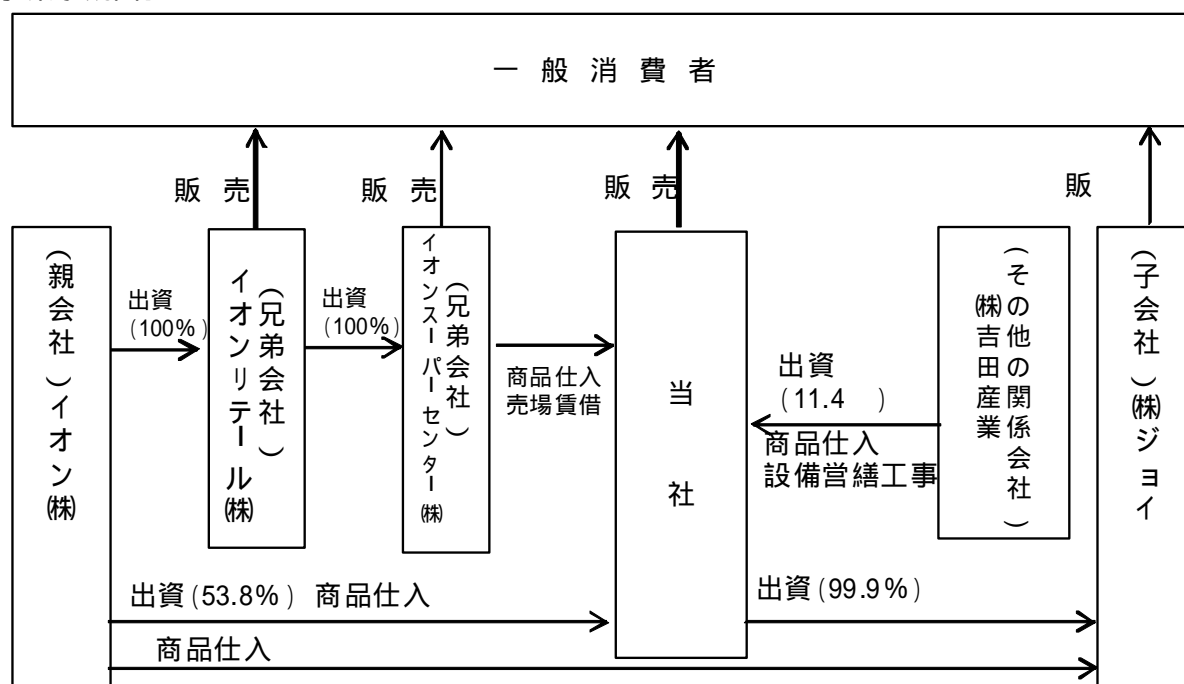 一般消費者
販売
販売
販売
販
(親会社)イオン㈱
出資
(100%)
(兄弟会社)
イオンリテール㈱
出資
(100%)
(兄弟会社)
イオンスーパーセンター㈱
商品仕入
売場賃借
当社
出資
(11.4 )
商品仕入
設備営繕工事
(その他の関係会社)
㈱吉田産業
(子会社)㈱ジョイ
出資(53.8%) 商品仕入
出資(99.9%)
商品仕入